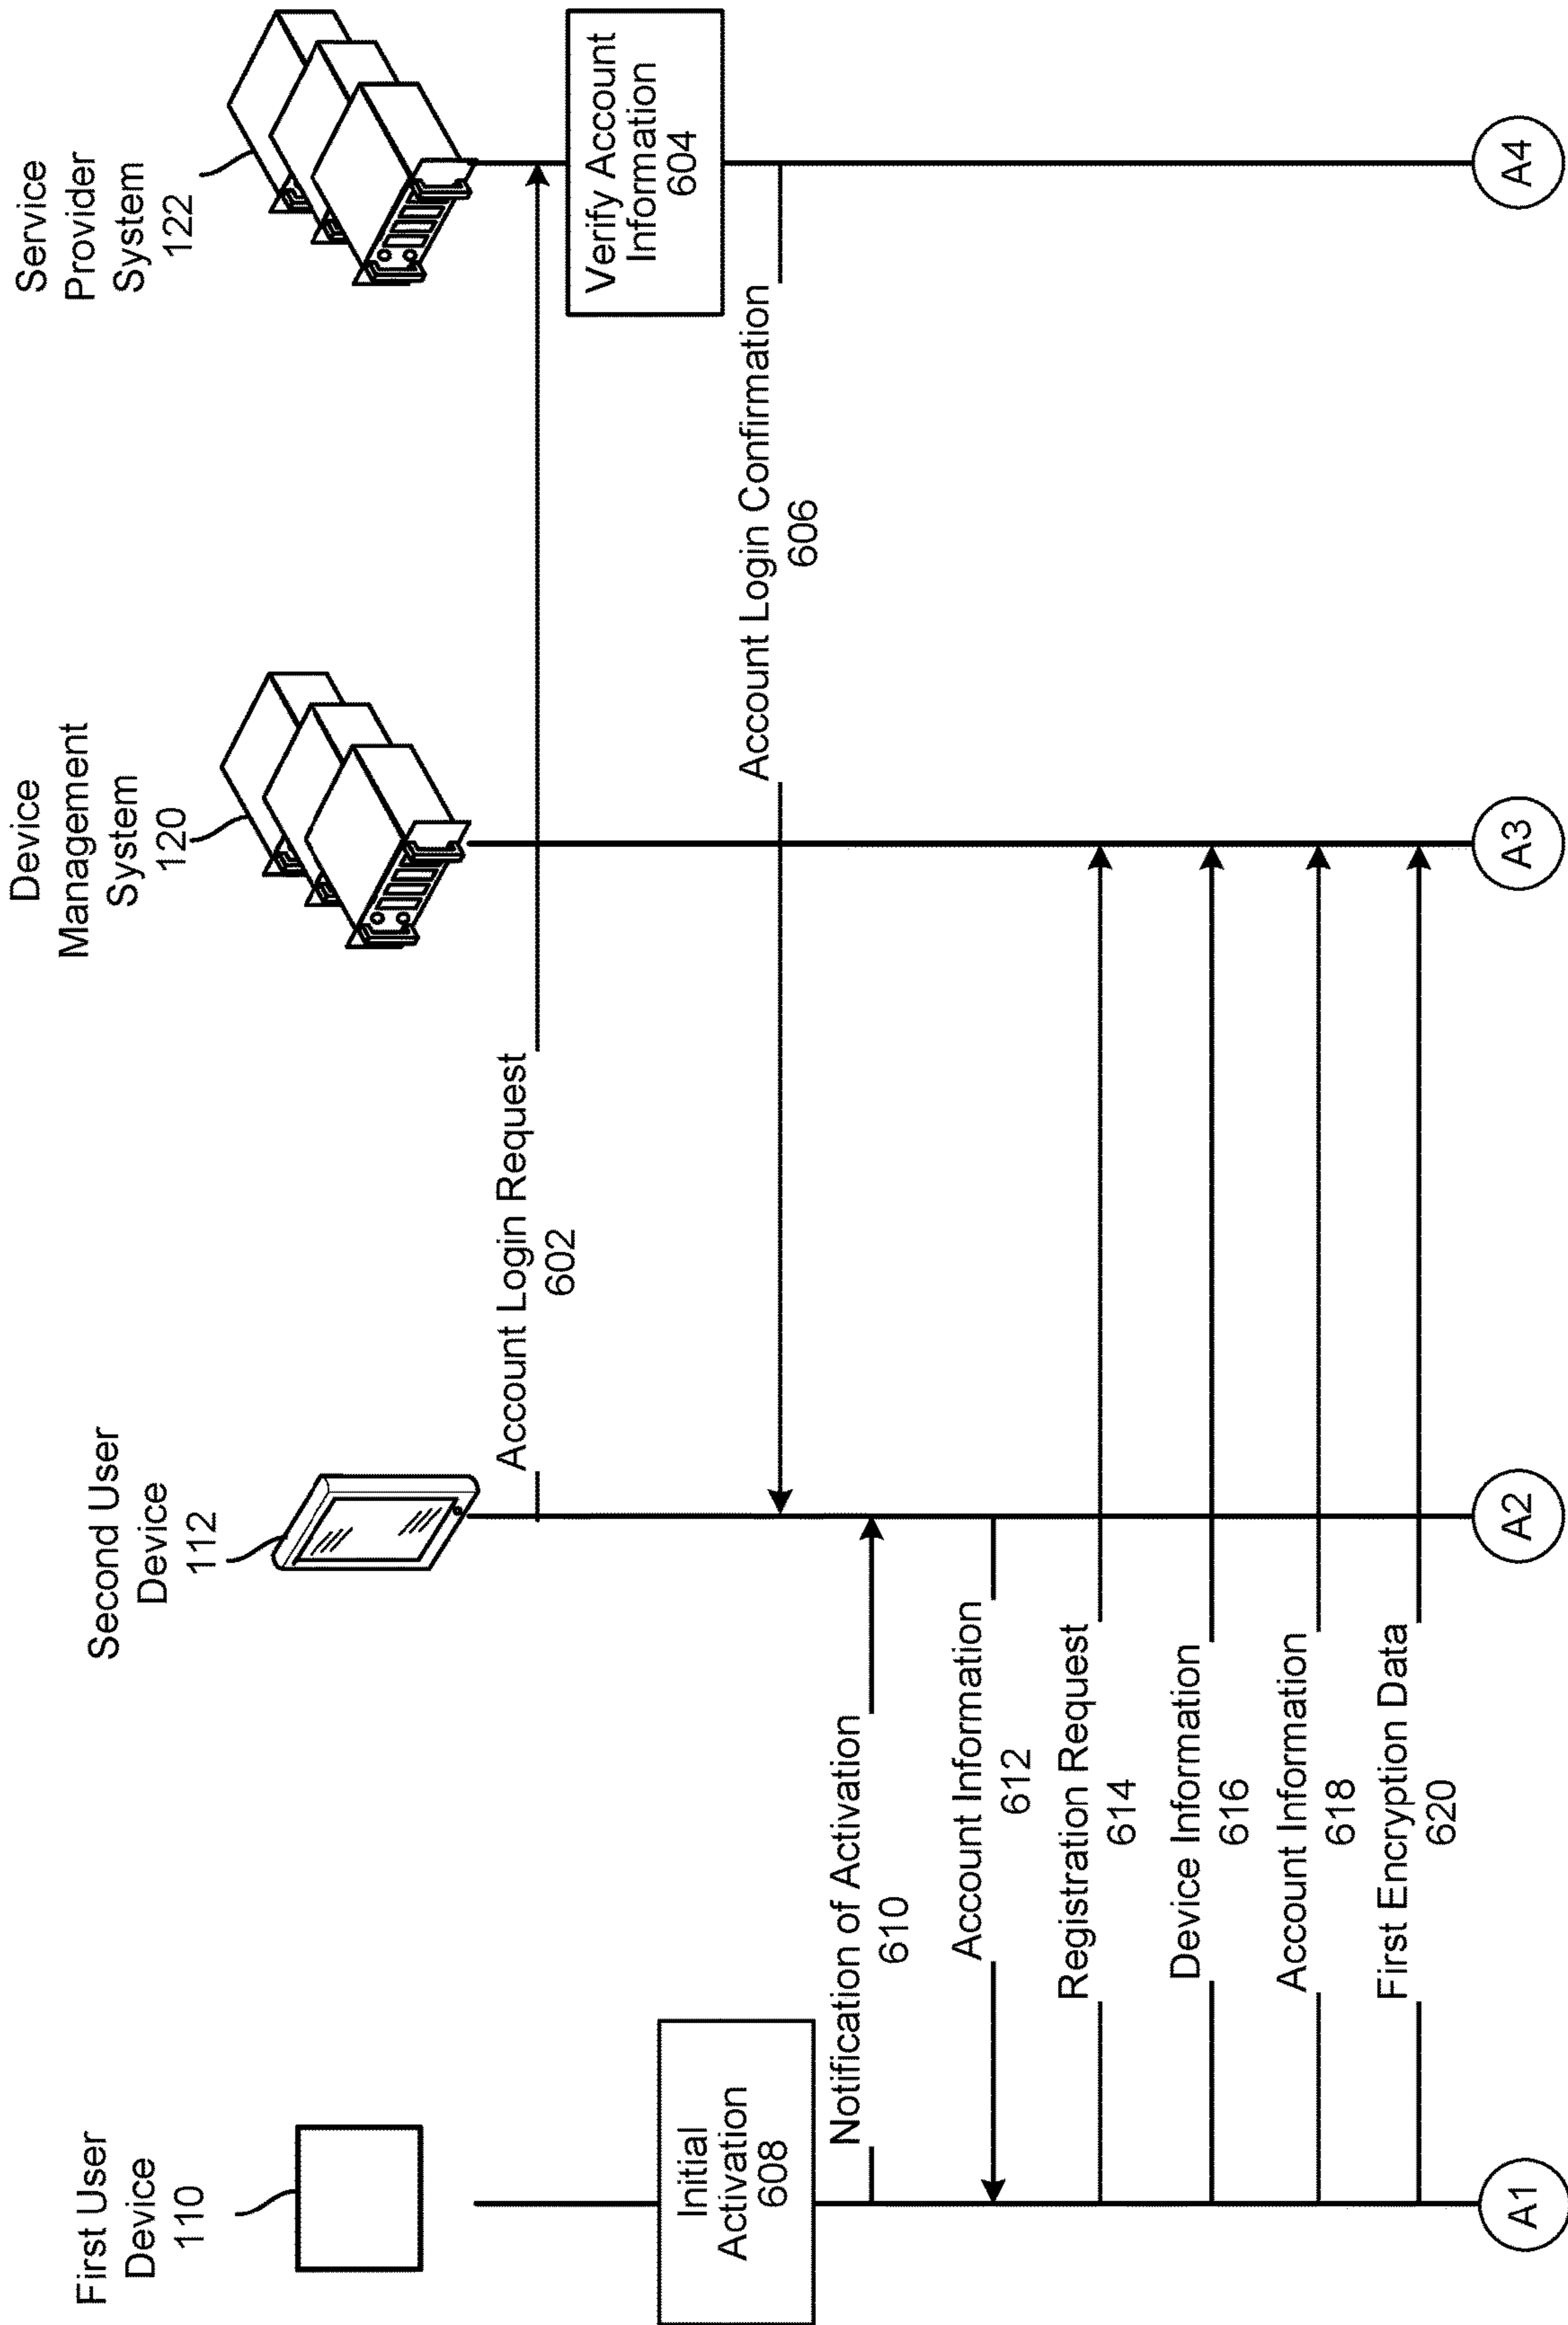 First User
Device
110
Second User
Device
112
Device
Management
System
120
Service
Provider
System
122
Account Login Request
602
Verify Account
Information
604
Account Login Confirmation
606
Initial
Activation
608
Notification of Activation
610
Account Information
612
Registration Request
614
Device Information
616
Account Information
618
First Encryption Data
620
A1
A2
A3
A4